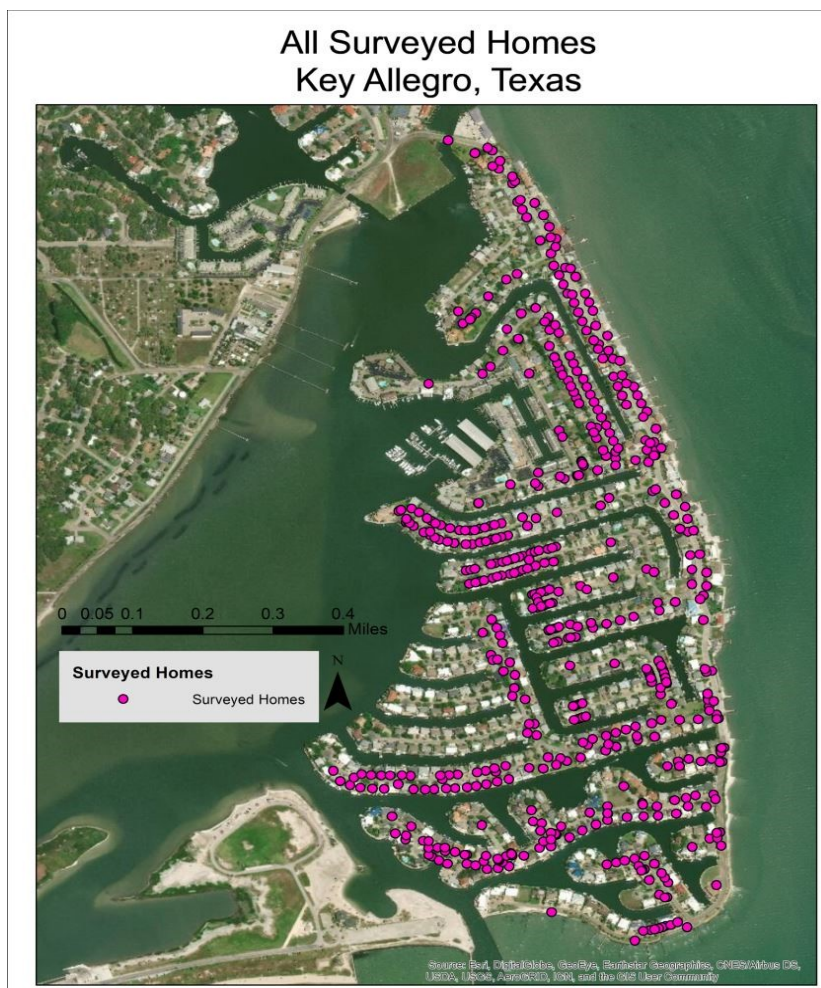 All Surveyed Homes
Key Allegro, Texas
0 0.05 0.1 0.2 0.3 0.4
Miles
Surveyed Homes
Surveyed Homes
N
Source: Esri, DigitalGlobe, GeoEye, Earthstar Geographics, CNES/Airbus DS,
USDA, USGS, AeroGRID, IGN, and the GIS User Community